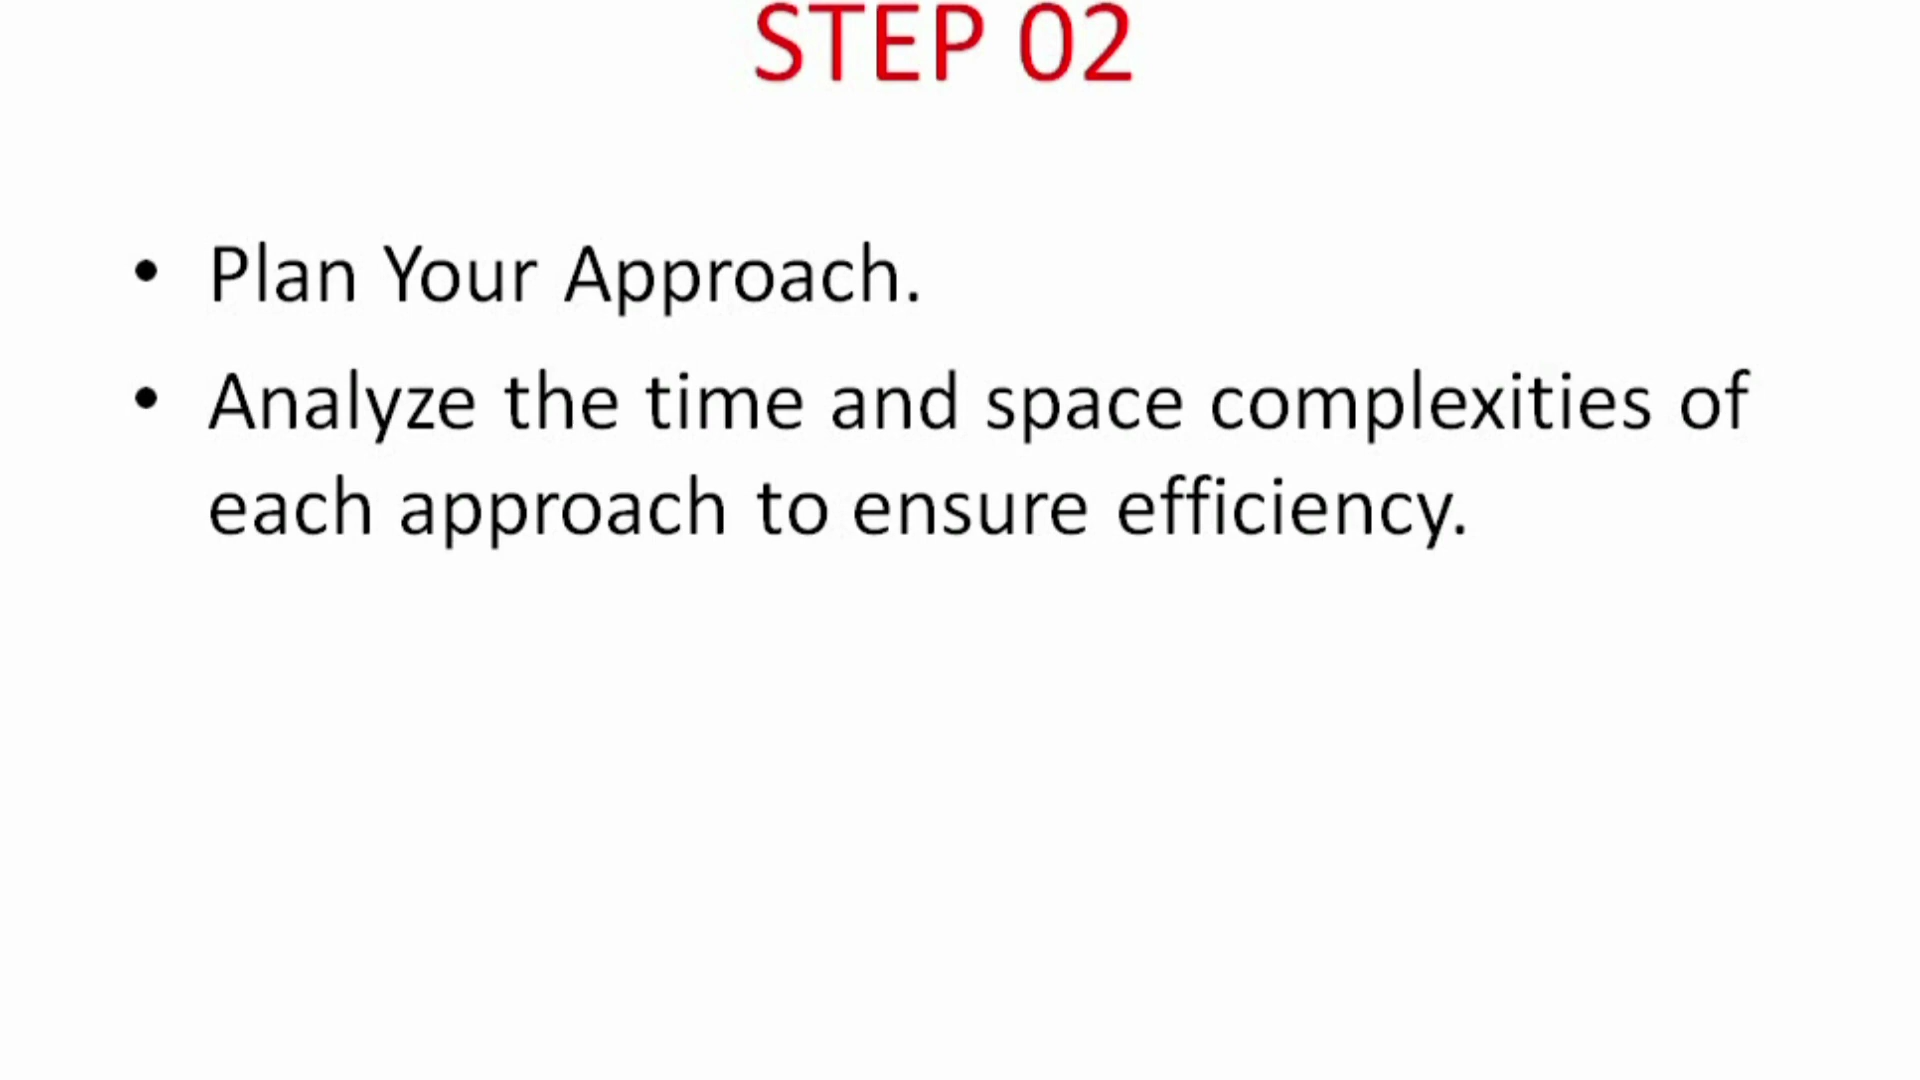 STEP 02
• Plan Your Approach.
• Analyze the time and space complexities of
each approach to ensure efficiency.